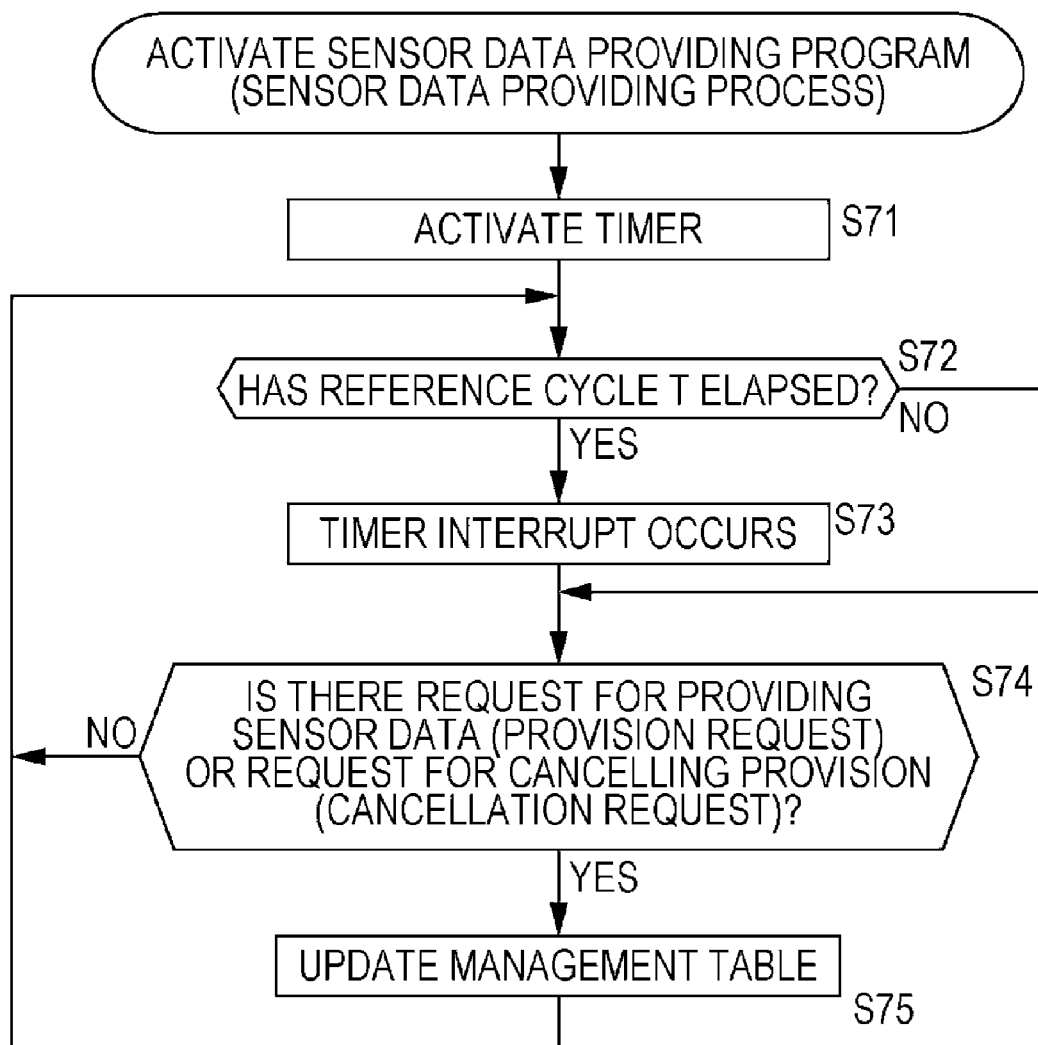 ACTIVATE SENSOR DATA PROVIDING PROGRAM
(SENSOR DATA PROVIDING PROCESS)
ACTIVATE TIMER
S71
HAS REFERENCE CYCLE T ELAPSED?
S72
NO
YES
TIMER INTERRUPT OCCURS
S73
IS THERE REQUEST FOR PROVIDING
SENSOR DATA (PROVISION REQUEST)
OR REQUEST FOR CANCELLING PROVISION
(CANCELLATION REQUEST)?
S74
NO
YES
UPDATE MANAGEMENT TABLE
S75